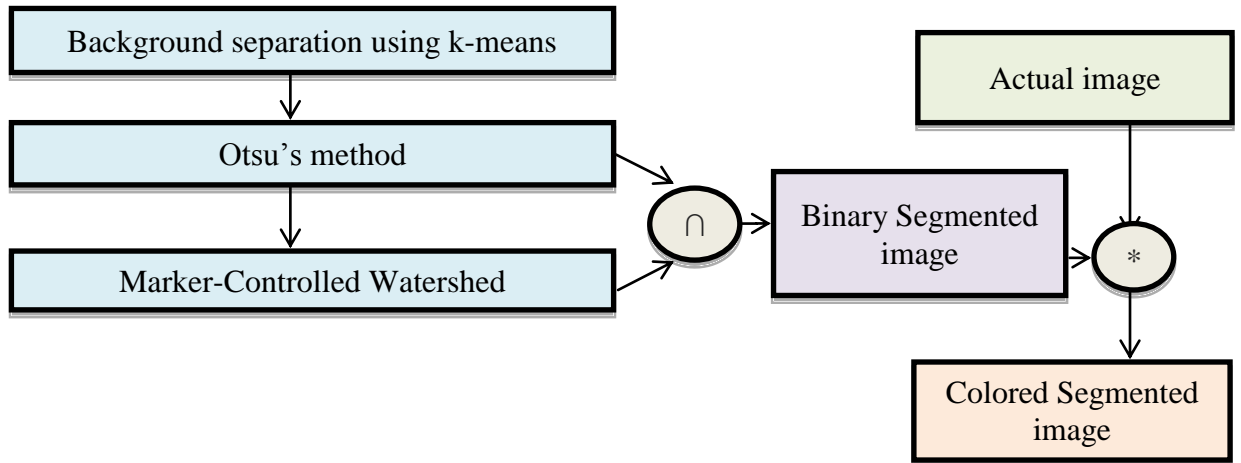 Background separation using k-means
Actual image
Otsu’s method
∩
Binary Segmented
image
*
Marker-Controlled Watershed
Colored Segmented
image